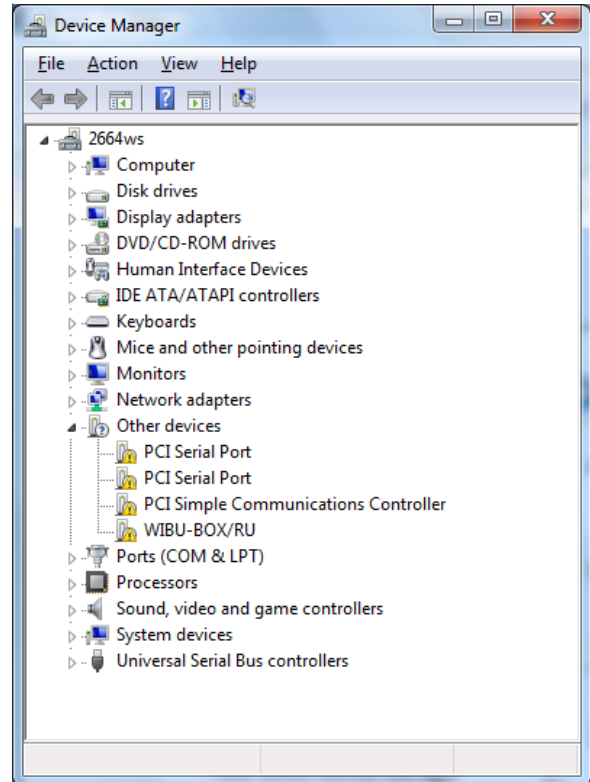 Device Manager
File Action View Help
2664ws
Computer
Disk drives
Display adapters
DVD/CD-ROM drives
Human Interface Devices
IDE ATA/ATAPI controllers
Keyboards
Mice and other pointing devices
Monitors
Network adapters
Other devices
PCI Serial Port
PCI Serial Port
PCI Simple Communications Controller
WIBU-BOX/RU
Ports (COM & LPT)
Processors
Sound, video and game controllers
System devices
Universal Serial Bus controllers